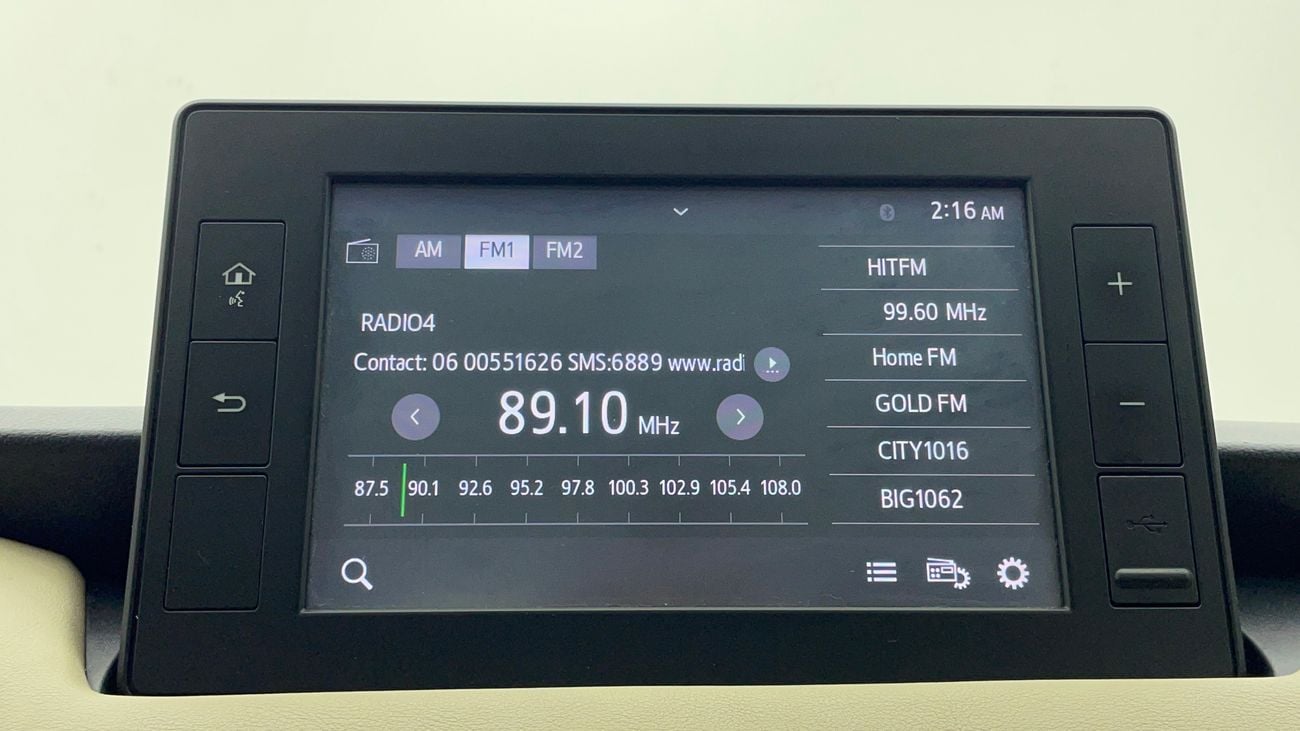 2:16 AM
AM FM1 FM2
HITFM
99.60 MHz
RADIO4
Contact: 06 00551626 SMS:6889 www.radi
Home FM
89.10 MHz
GOLD FM
CITY1016
87.5 90.1 92.6 95.2 97.8 100.3 102.9 105.4 108.0
BIG1062